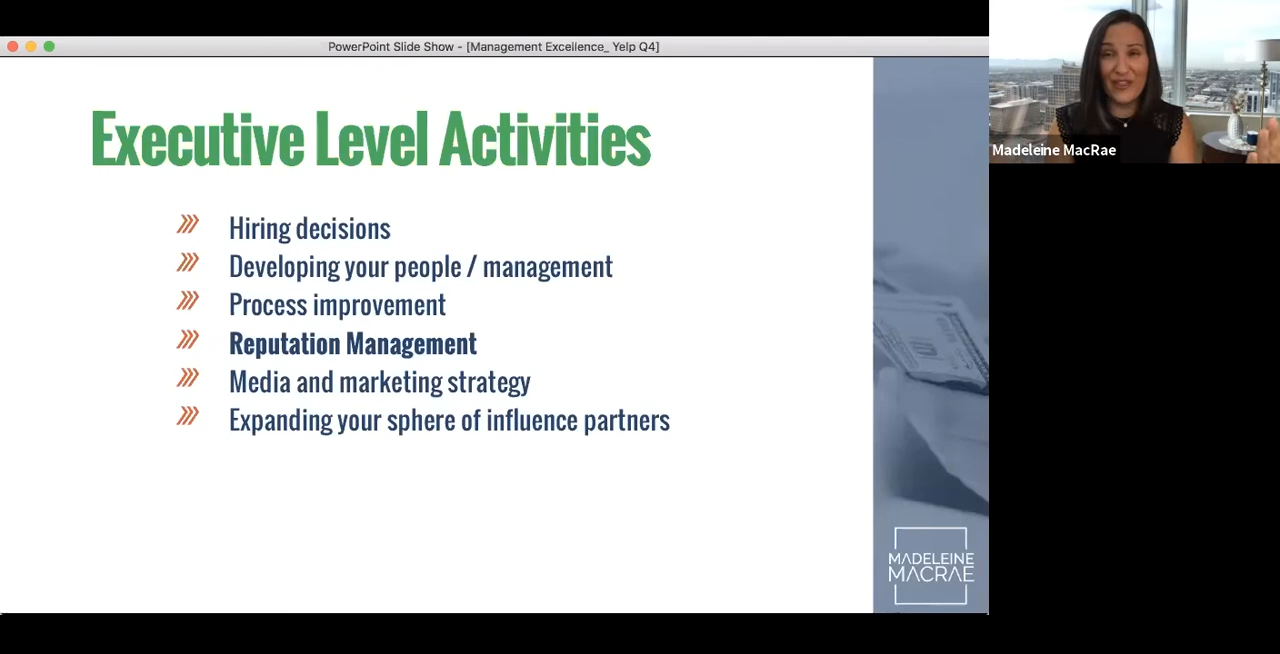 PowerPoint Slide Show - [Management Excellence_ Yelp Q4]
Executive Level Activities
Hiring decisions
Developing your people / management
Process improvement
Reputation Management
Media and marketing strategy
Expanding your sphere of influence partners
MADELEINE
MACRAE
Madeleine MacRae